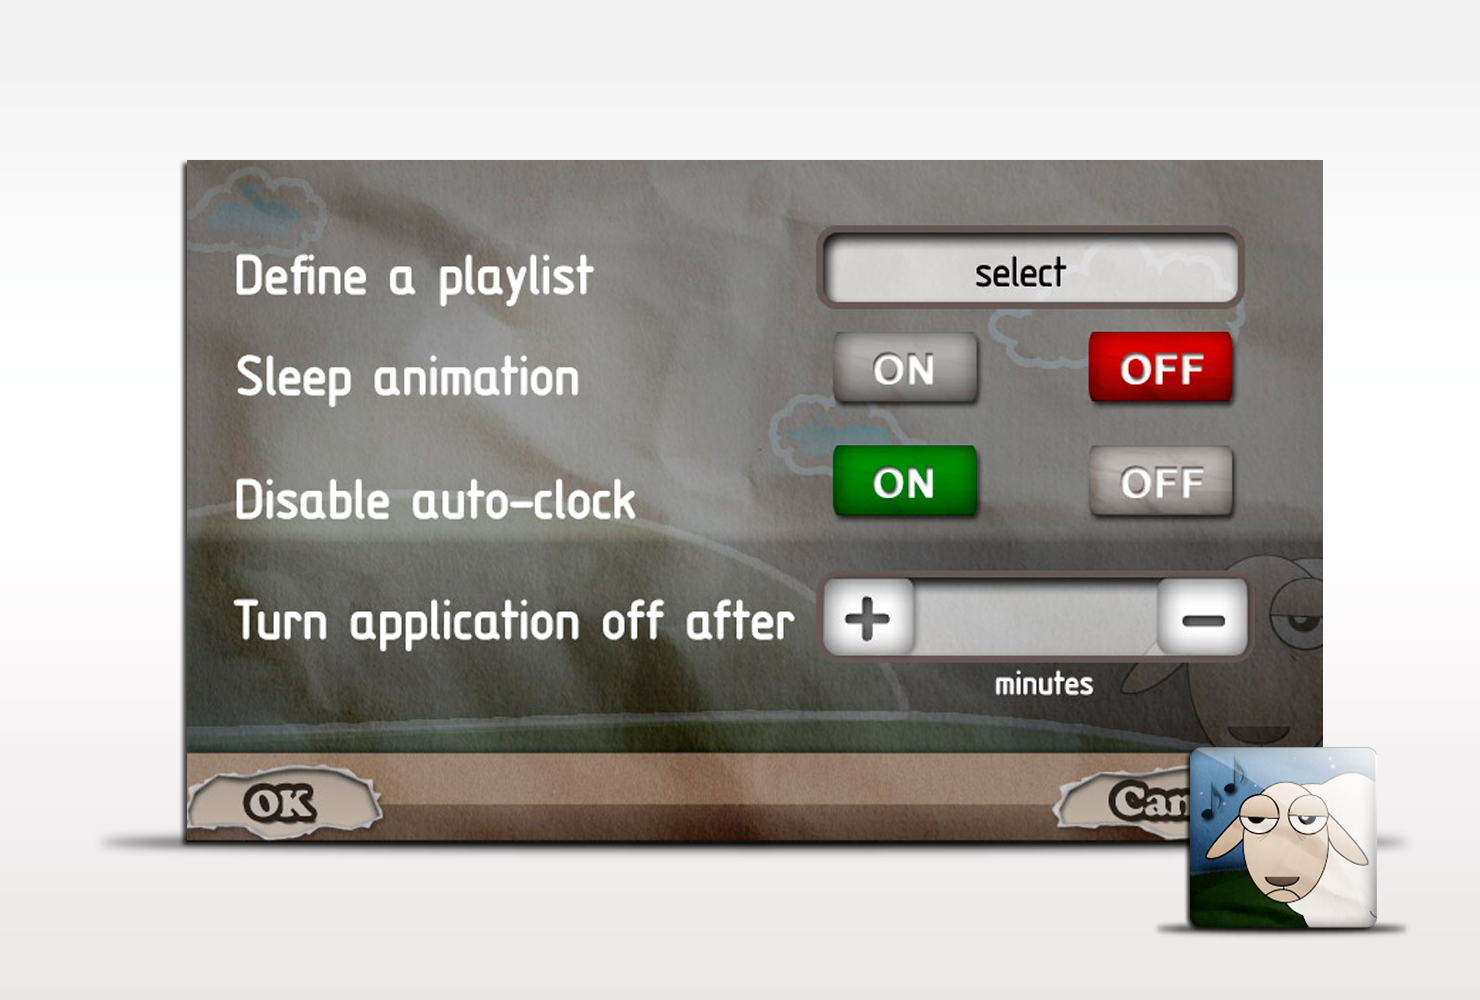 Define a playlist
select
Sleep animation
ON
OFF
Disable auto-clock
ON
OFF
Turn application off after
+
−
minutes
OK
Can